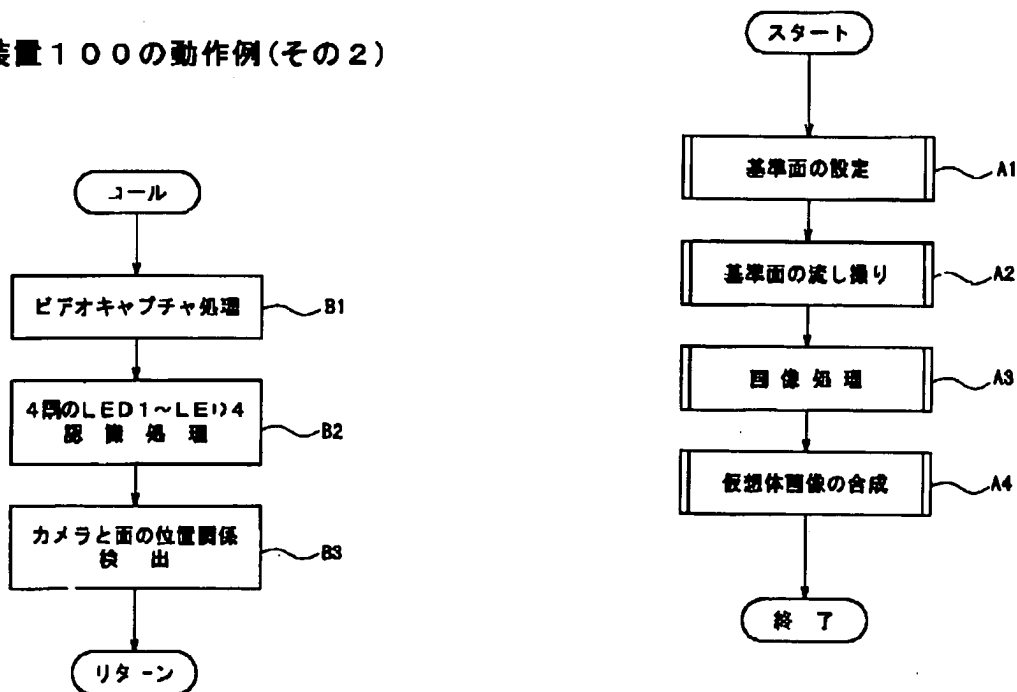 装置100の動作例(その2)
コール
ビデオキャプチャ処理
B1
4個のLED1～LED4
認識処理
B2
カメラと面の位置関係
検出
B3
リターン
スタート
基準面の設定
A1
基準面の流し撮り
A2
画像処理
A3
仮想体画像の合成
A4
終了